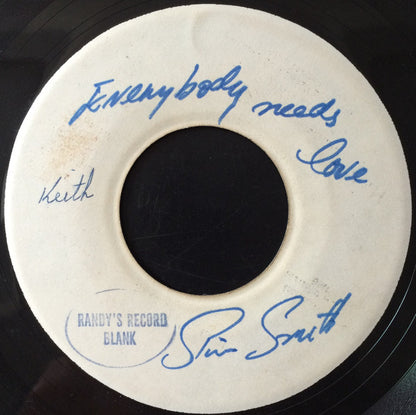 Everybody needs
love
Keith
RANDY'S RECORD
BLANK
Slim Smith